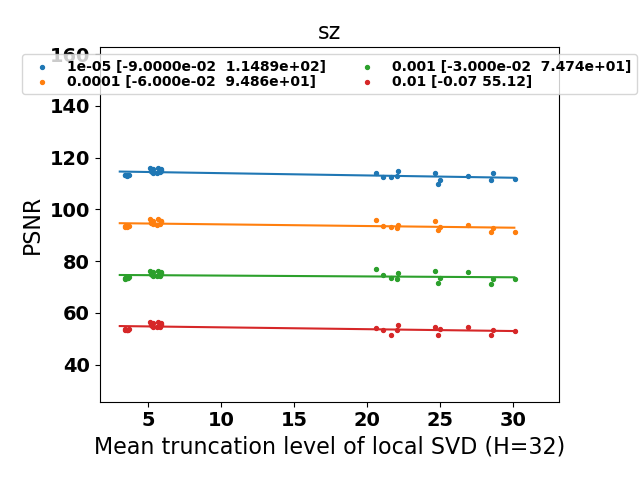 sz
160
1e-05 [-9.0000e-02  1.1489e+02]
0.0001 [-6.000e-02  9.486e+01]
0.001 [-3.000e-02  7.474e+01]
0.01 [-0.07 55.12]
140
120
100
80
60
40
PSNR
5 10 15 20 25 30
Mean truncation level of local SVD (H=32)